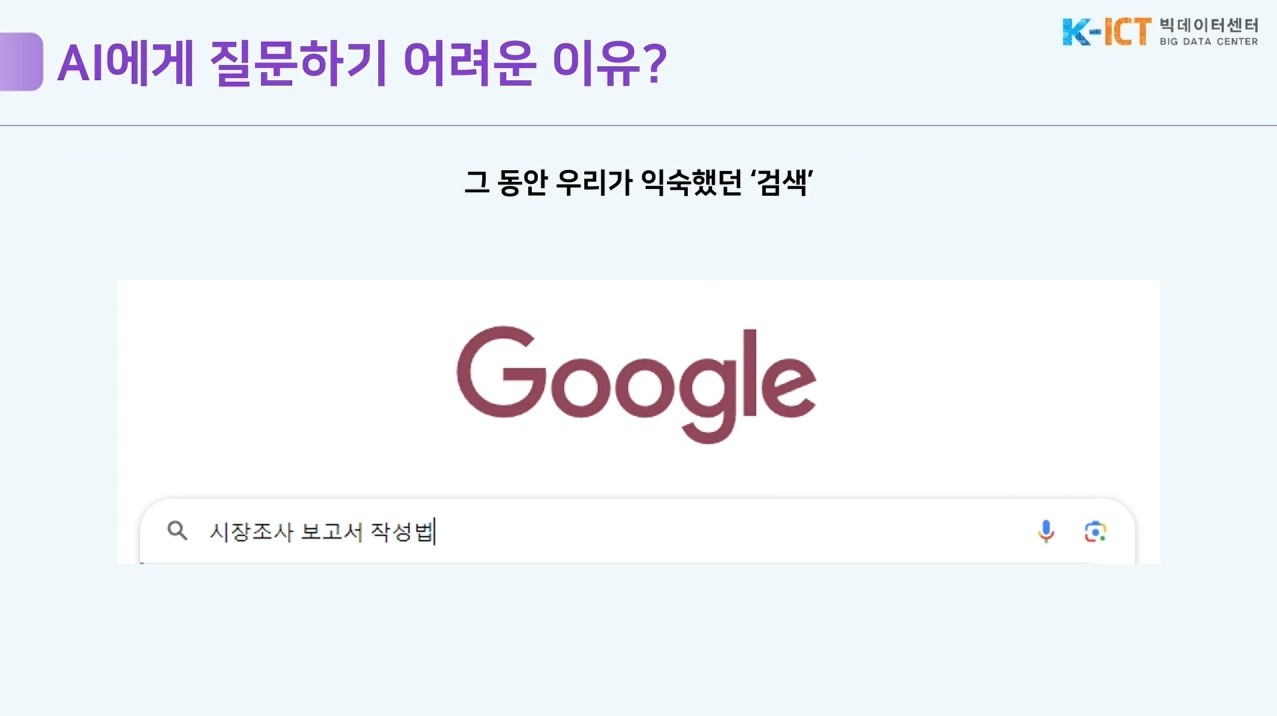 AI에게 질문하기 어려운 이유?
K-ICT 빅데이터센터
BIG DATA CENTER
그 동안 우리가 익숙했던 ‘검색’
Google
시장조사 보고서 작성법